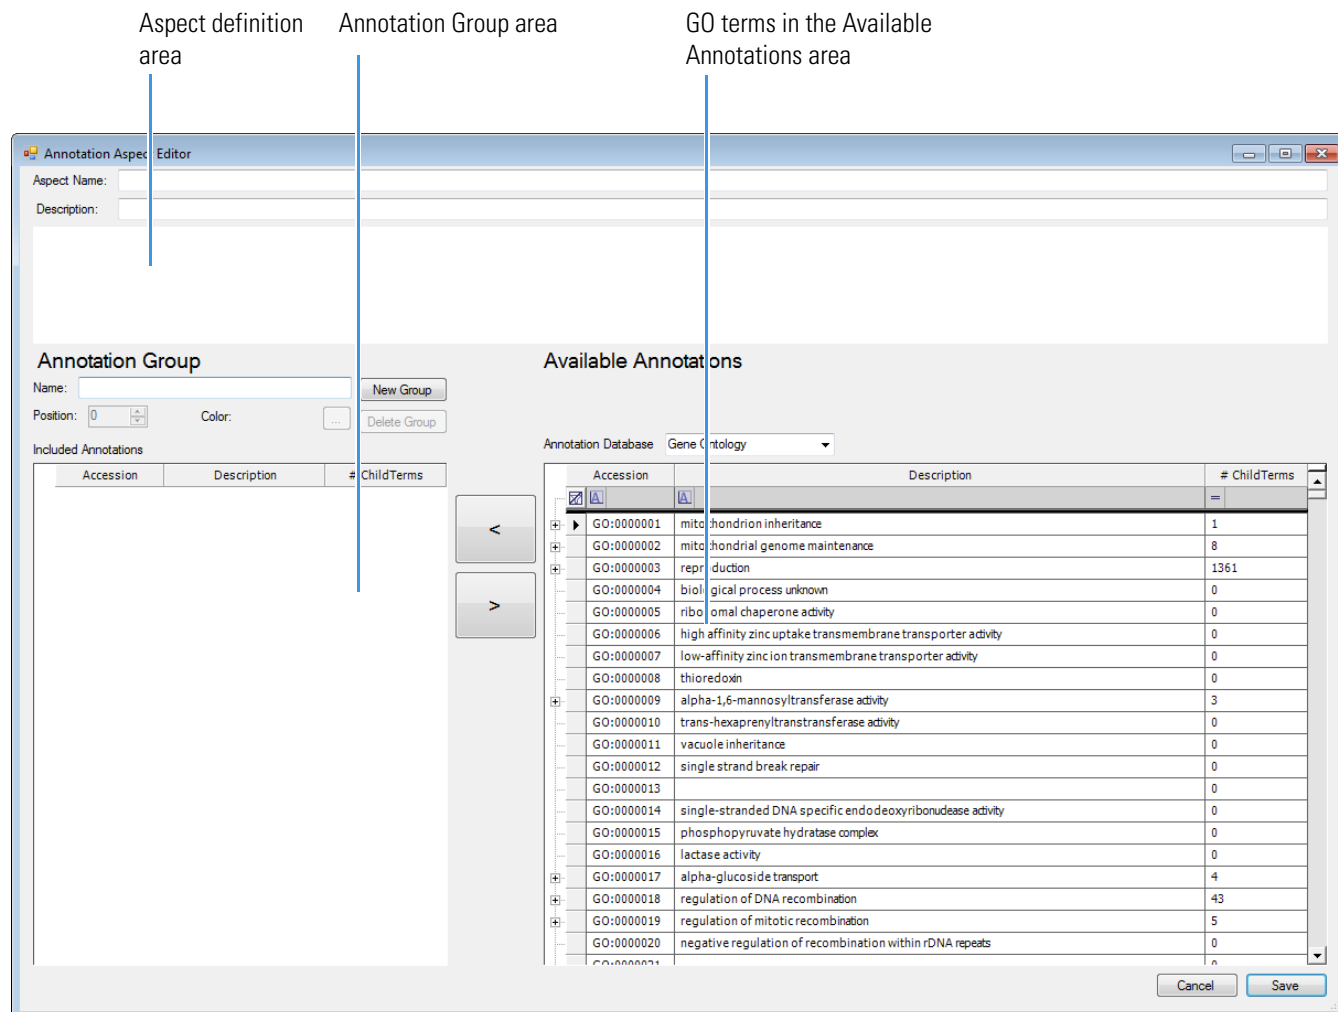 Aspect definition area
Annotation Group area
GO terms in the Available Annotations area
Annotation Aspect Editor
Aspect Name:
Description:
Annotation Group
Available Annotations
Name:
New Group
Position: 0
Color:
...
Delete Group
Included Annotations
Annotation Database Gene Ontology
Accession Description # ChildTerms
Accession Description # ChildTerms
A A =
<
>
GO:0000001 mitochondrion inheritance 1
GO:0000002 mitochondrial genome maintenance 8
GO:0000003 reproduction 1361
GO:0000004 biological process unknown 0
GO:0000005 ribosomal chaperone activity 0
GO:0000006 high affinity zinc uptake transmembrane transporter activity 0
GO:0000007 low-affinity zinc ion transmembrane transporter activity 0
GO:0000008 thioredoxin 0
GO:0000009 alpha-1,6-mannosyltransferase activity 3
GO:0000010 trans-hexaprenyltranstransferase activity 0
GO:0000011 vacuole inheritance 0
GO:0000012 single strand break repair 0
GO:0000013 0
GO:0000014 single-stranded DNA specific endodeoxyribonuclease activity 0
GO:0000015 phosphopyruvate hydratase complex 0
GO:0000016 lactase activity 0
GO:0000017 alpha-glucoside transport 4
GO:0000018 regulation of DNA recombination 43
GO:0000019 regulation of mitotic recombination 5
GO:0000020 negative regulation of recombination within rDNA repeats 0
GO:0000021 0
Cancel
Save